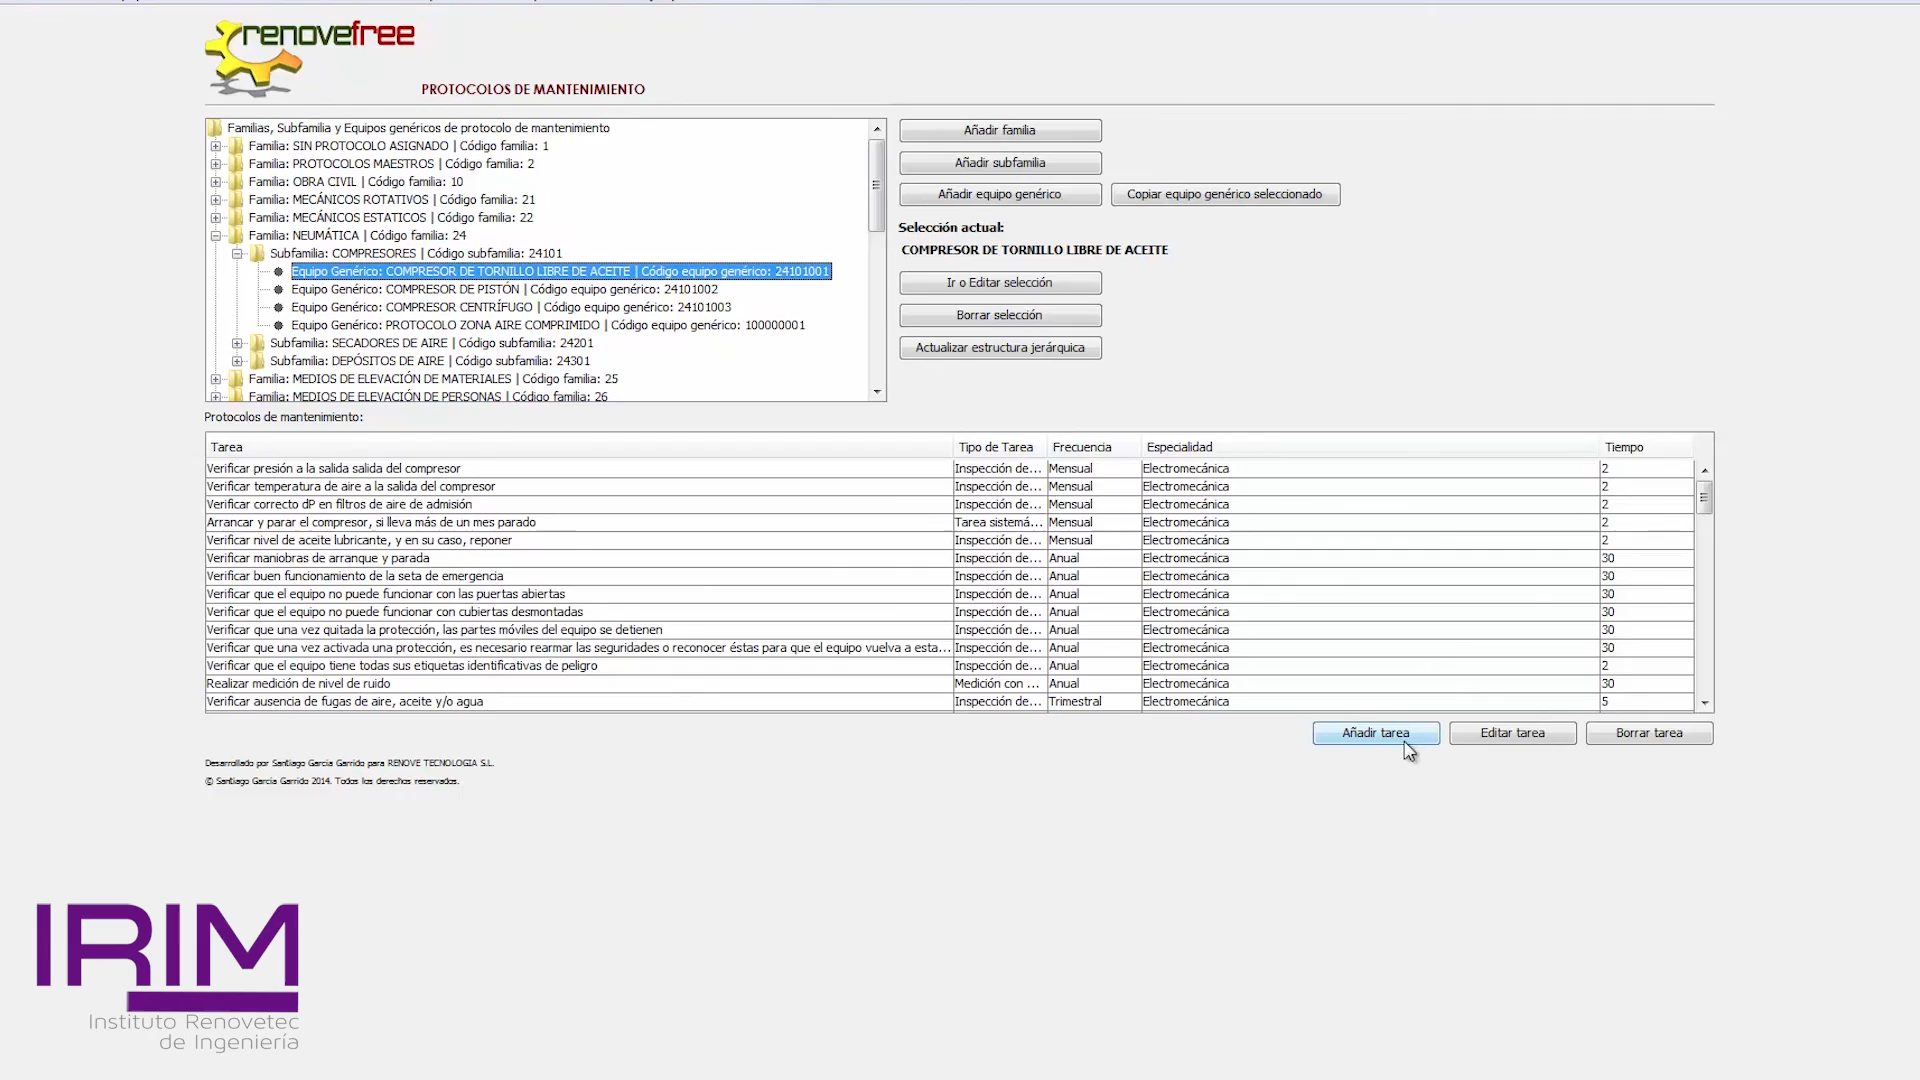 renovefree
PROTOCOLOS DE MANTENIMIENTO
Familias, Subfamilia y Equipos genéricos de protocolo de mantenimiento
Familia: SIN PROTOCOLO ASIGNADO | Código familia: 1
Familia: PROTOCOLOS MAESTROS | Código familia: 2
Familia: OBRA CIVIL | Código familia: 10
Familia: MECÁNICOS ROTATIVOS | Código familia: 21
Familia: MECÁNICOS ESTATICOS | Código familia: 22
Familia: NEUMÁTICA | Código familia: 24
Subfamilia: COMPRESORES | Código subfamilia: 24101
Equipo Genérico: COMPRESOR DE TORNILLO LIBRE DE ACEITE | Código equipo genérico: 24101001
Equipo Genérico: COMPRESOR DE PISTÓN | Código equipo genérico: 24101002
Equipo Genérico: COMPRESOR CENTRÍFUGO | Código equipo genérico: 24101003
Equipo Genérico: PROTOCOLO ZONA AIRE COMPRIMIDO | Código equipo genérico: 100000001
Subfamilia: SECADORES DE AIRE | Código subfamilia: 24201
Subfamilia: DEPÓSITOS DE AIRE | Código subfamilia: 24301
Familia: MEDIOS DE ELEVACIÓN DE MATERIALES | Código familia: 25
Familia: MEDIOS DE ELEVACIÓN DE PERSONAS | Código familia: 26
Añadir familia
Añadir subfamilia
Añadir equipo genérico Copiar equipo genérico seleccionado
Selección actual:
COMPRESOR DE TORNILLO LIBRE DE ACEITE
Ir o Editar selección
Borrar selección
Actualizar estructura jerárquica
Protocolos de mantenimiento:
Tarea Tipo de Tarea Frecuencia Especialidad Tiempo
Verificar presión a la salida salida del compresor Inspección de... Mensual Electromecánica 2
Verificar temperatura de aire a la salida del compresor Inspección de... Mensual Electromecánica 2
Verificar correcto dP en filtros de aire de admisión Inspección de... Mensual Electromecánica 2
Arrancar y parar el compresor, si lleva más de un mes parado Tarea sistemá... Mensual Electromecánica 2
Verificar nivel de aceite lubricante, y en su caso, reponer Inspección de... Mensual Electromecánica 2
Verificar maniobras de arranque y parada Inspección de... Anual Electromecánica 30
Verificar buen funcionamiento de la seta de emergencia Inspección de... Anual Electromecánica 30
Verificar que el equipo no puede funcionar con las puertas abiertas Inspección de... Anual Electromecánica 30
Verificar que el equipo no puede funcionar con cubiertas desmontadas Inspección de... Anual Electromecánica 30
Verificar que una vez quitada la protección, las partes móviles del equipo se detienen Inspección de... Anual Electromecánica 30
Verificar que una vez activada una protección, es necesario rearmar las seguridades o reconocer éstas para que el equipo vuelva a esta... Inspección de... Anual Electromecánica 30
Verificar que el equipo tiene todas sus etiquetas identificativas de peligro Inspección de... Anual Electromecánica 2
Realizar medición de nivel de ruido Medición con ... Anual Electromecánica 30
Verificar ausencia de fugas de aire, aceite y/o agua Inspección de... Trimestral Electromecánica 5
Añadir tarea Editar tarea Borrar tarea
Desarrollado por Santiago García Garrido para RENOVE TECNOLOGIA S.L.
© Santiago García Garrido 2014. Todos los derechos reservados.
IRIM
Instituto Renovetec
de Ingeniería